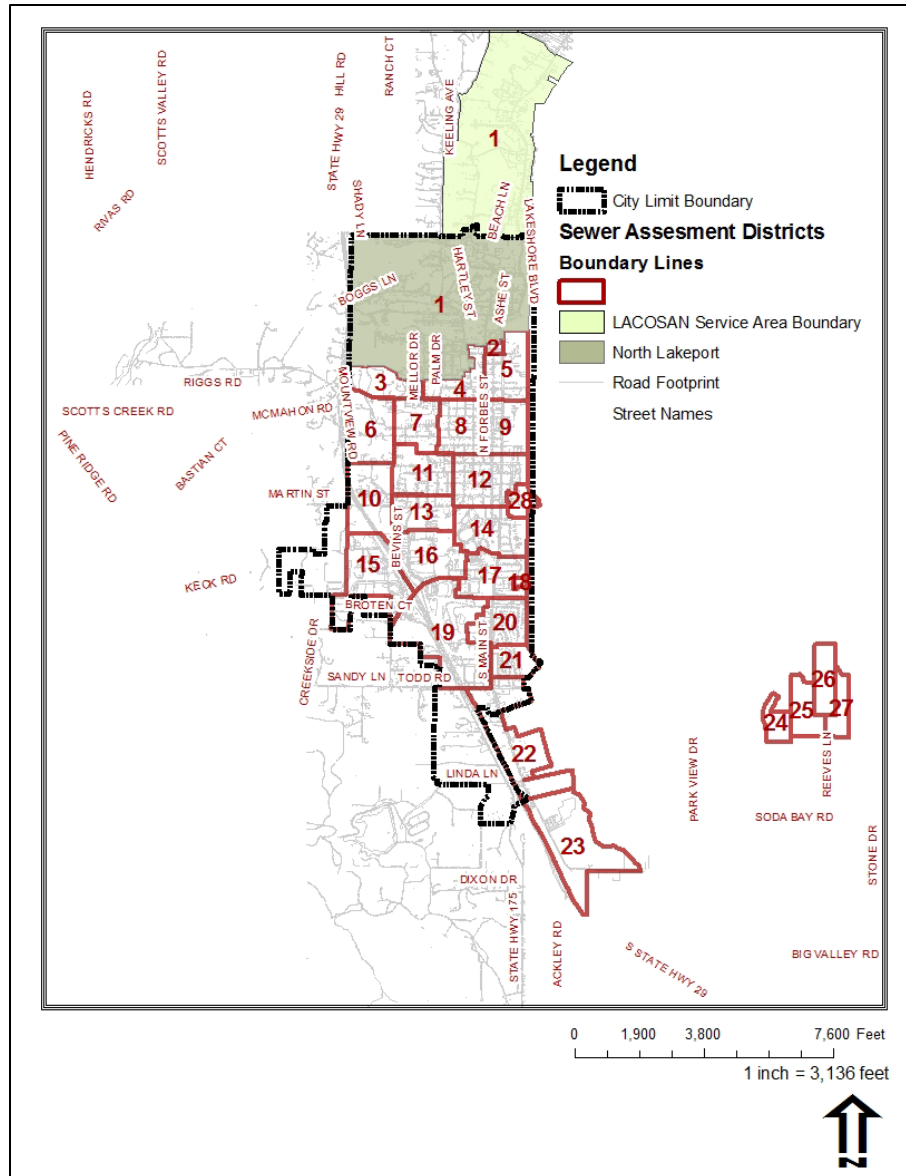 HENDRICKS RD
SCOTTS VALLEY RD
STATE HWY 29
HILL RD
RANCH CT
KEELING AVE
1
RIVAS RD
SHADY LN
BEACH LN
LAKESHORE BLVD
Legend
City Limit Boundary
Sewer Assesment Districts
Boundary Lines
LACOSAN Service Area Boundary
North Lakeport
Road Footprint
Street Names
BOGGS LN
HARTLEY ST
1
ASHE ST
MELLOR DR
PALM DR
2
5
RIGGS RD
3
4
MOUNTVIEW RD
N FORBES ST
SCOTTS CREEK RD
MCMAHON RD
6
7
8
9
PINE RIDGE RD
BASTIAN CT
11
12
MARTIN ST
10
28
BEVINS ST
13
14
15
16
17
18
KECK RD
BROTEN CT
19
S MAIN ST
20
CREEKSIDE DR
21
SANDY LN
TODD RD
26
24
25
27
REEVES LN
22
LINDA LN
PARK VIEW DR
SODA BAY RD
23
STONE DR
DIXON DR
STATE HWY 175
ACKLEY RD
S STATE HWY 29
BIG VALLEY RD
0 1,900 3,800 7,600 Feet
1 inch = 3,136 feet
N